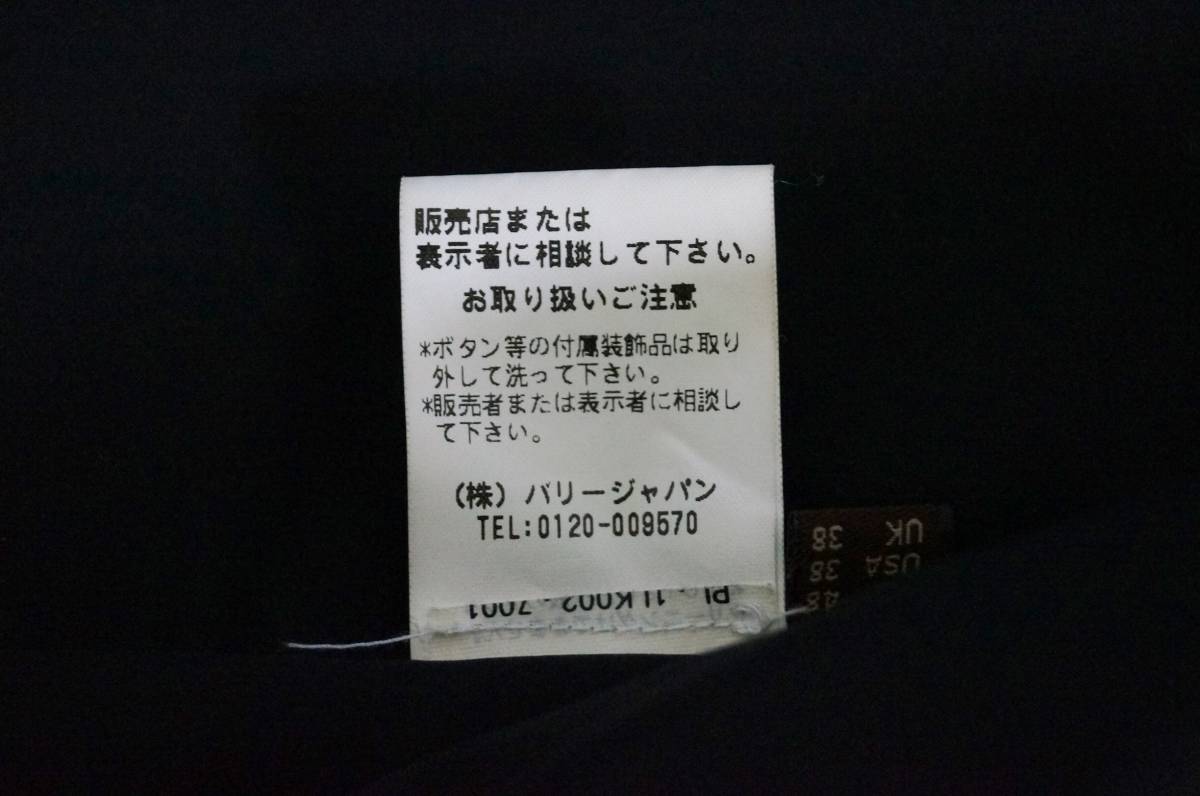 販売店または
表示者に相談して下さい。
お取り扱いご注意
*ボタン等の付属装飾品は取り
外して洗って下さい。
*販売者または表示者に相談し
て下さい。
(株) バリージャパン
TEL:0120-009570
UK 38
USA 38